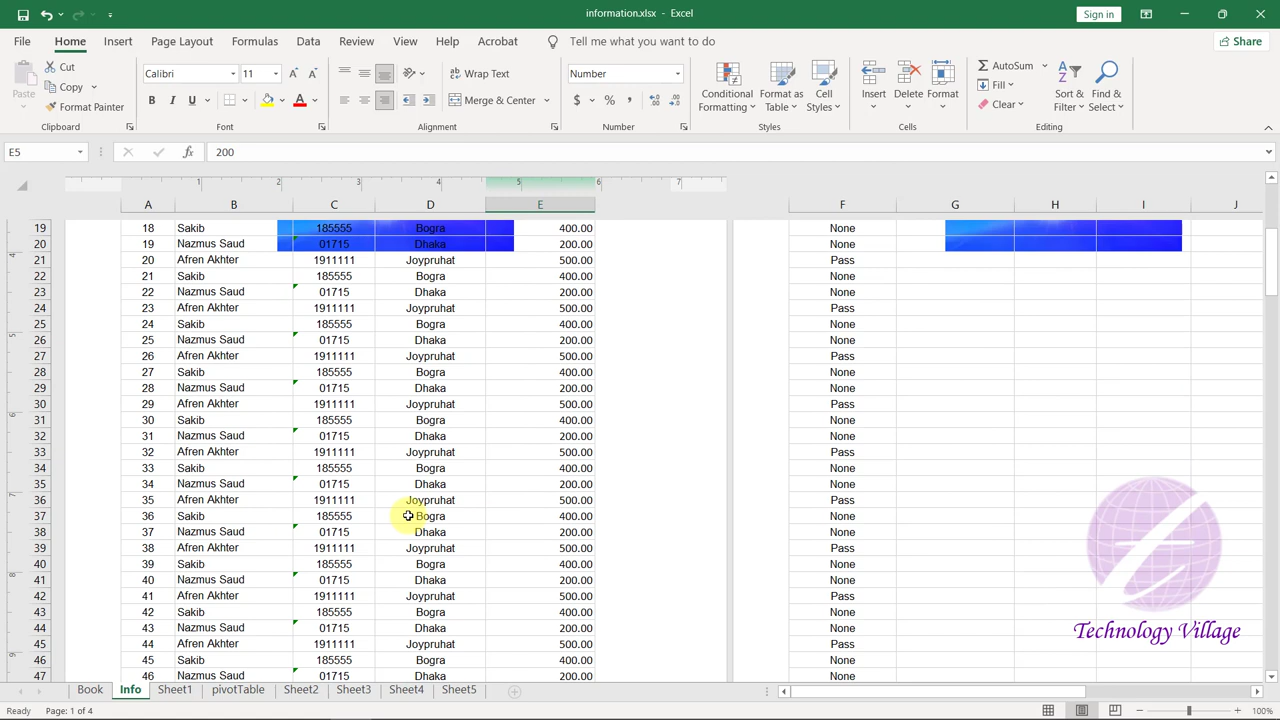 information.xlsx - Excel
Sign in
File Home Insert Page Layout Formulas Data Review View Help Acrobat Tell me what you want to do Share
Paste Cut Copy Format Painter Clipboard
Calibri 11 B I U A Font
Wrap Text Merge & Center Alignment
Number $ % , Number
Conditional Formatting Format as Table Cell Styles Styles
Insert Delete Format Cells
AutoSum Fill Clear Sort & Filter Find & Select Editing
E5 fx 200
1 2 3 4 5 6 7
A B C D E F G H I J
19 18 Sakib 185555 Bogra 400.00 None
20 19 Nazmus Saud 01715 Dhaka 200.00 None
21 20 Afren Akhter 1911111 Joypruhat 500.00 Pass
22 21 Sakib 185555 Bogra 400.00 None
23 22 Nazmus Saud 01715 Dhaka 200.00 None
24 23 Afren Akhter 1911111 Joypruhat 500.00 Pass
25 24 Sakib 185555 Bogra 400.00 None
26 25 Nazmus Saud 01715 Dhaka 200.00 None
27 26 Afren Akhter 1911111 Joypruhat 500.00 Pass
28 27 Sakib 185555 Bogra 400.00 None
29 28 Nazmus Saud 01715 Dhaka 200.00 None
30 29 Afren Akhter 1911111 Joypruhat 500.00 Pass
31 30 Sakib 185555 Bogra 400.00 None
32 31 Nazmus Saud 01715 Dhaka 200.00 None
33 32 Afren Akhter 1911111 Joypruhat 500.00 Pass
34 33 Sakib 185555 Bogra 400.00 None
35 34 Nazmus Saud 01715 Dhaka 200.00 None
36 35 Afren Akhter 1911111 Joypruhat 500.00 Pass
37 36 Sakib 185555 Bogra 400.00 None
38 37 Nazmus Saud 01715 Dhaka 200.00 None
39 38 Afren Akhter 1911111 Joypruhat 500.00 Pass
40 39 Sakib 185555 Bogra 400.00 None
41 40 Nazmus Saud 01715 Dhaka 200.00 None
42 41 Afren Akhter 1911111 Joypruhat 500.00 Pass
43 42 Sakib 185555 Bogra 400.00 None
44 43 Nazmus Saud 01715 Dhaka 200.00 None
45 44 Afren Akhter 1911111 Joypruhat 500.00 Pass
46 45 Sakib 185555 Bogra 400.00 None
47 46 Nazmus Saud 01715 Dhaka 200.00 None
Technology Village
Book Info Sheet1 pivotTable Sheet2 Sheet3 Sheet4 Sheet5
Ready Page: 1 of 4 100%